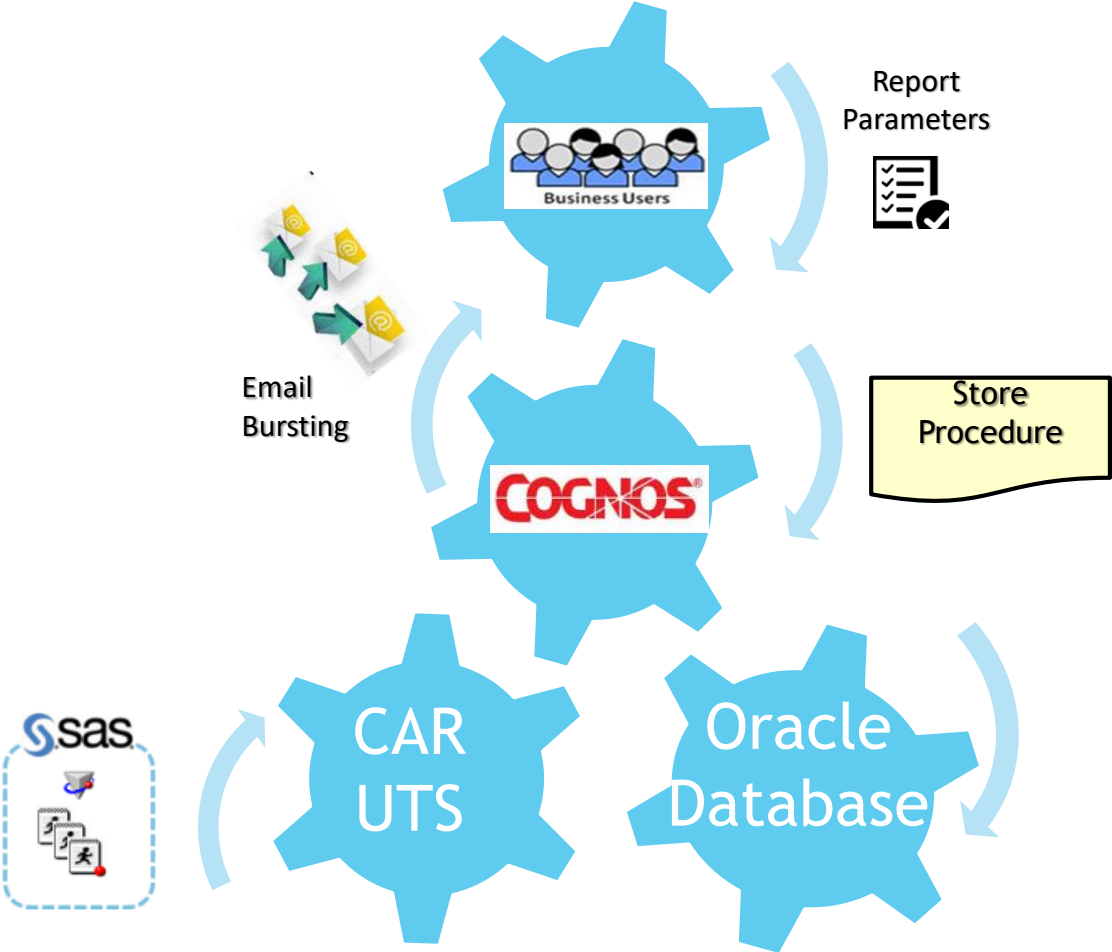 Report
Parameters
Business Users
Email
Bursting
Store
Procedure
COGNOS®
CAR
UTS
Oracle
Database
sas